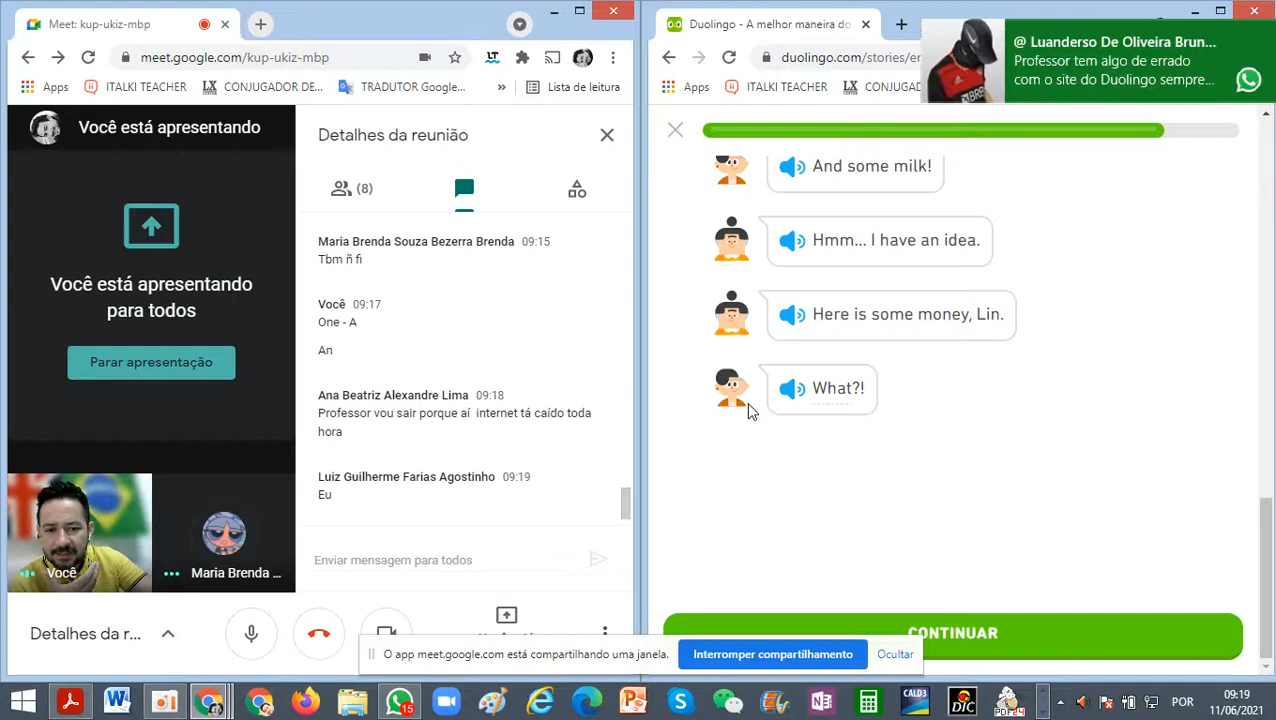 Meet: kup-ukiz-mbp
meet.google.com/kup-ukiz-mbp
Apps
ITALKI TEACHER
LX CONJUGADOR DE...
TRADUTOR Google...
»
Lista de leitura
Você está apresentando
Detalhes da reunião
(8)
Você está apresentando
para todos
Parar apresentação
Maria Brenda Souza Bezerra Brenda 09:15
Tbm ñ fi
Você 09:17
One - A
An
Ana Beatriz Alexandre Lima 09:18
Professor vou sair porque aí internet tá caído toda
hora
Luiz Guilherme Farias Agostinho 09:19
Eu
Enviar mensagem para todos
Você
Maria Brenda ...
Detalhes da r...
Duolingo - A melhor maneira do
duolingo.com/stories/er
Apps
ITALKI TEACHER
LX CONJUGA
@ Luanderso De Oliveira Brun...
Professor tem algo de errado
com o site do Duolingo sempre...
And some milk!
Hmm... I have an idea.
Here is some money, Lin.
What?!
CONTINUAR
O app meet.google.com está compartilhando uma janela.
Interromper compartilhamento
Ocultar
15
CALD3
DIC
PDF24
POR
09:19
11/06/2021